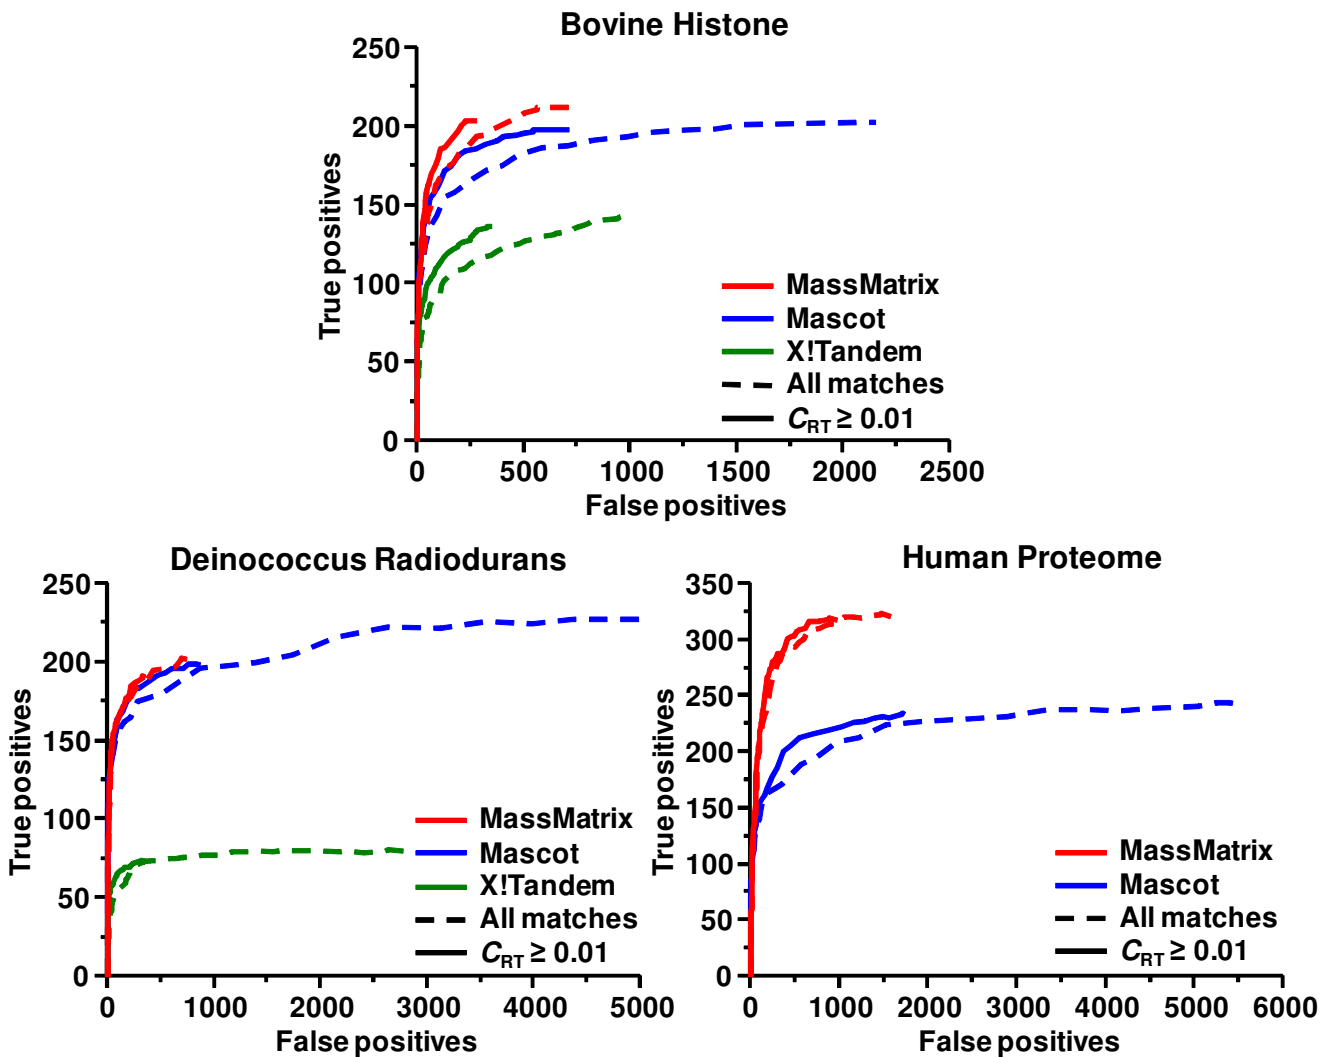 Bovine Histone
250
200
150
100
50
0
True positives
0 500 1000 1500 2000 2500
False positives
MassMatrix
Mascot
X!Tandem
All matches
CRT ≥ 0.01
Deinococcus Radiodurans
250
200
150
100
50
0
True positives
0 1000 2000 3000 4000 5000
False positives
MassMatrix
Mascot
X!Tandem
All matches
CRT ≥ 0.01
Human Proteome
350
300
250
200
150
100
50
0
True positives
0 1000 2000 3000 4000 5000 6000
False positives
MassMatrix
Mascot
All matches
CRT ≥ 0.01